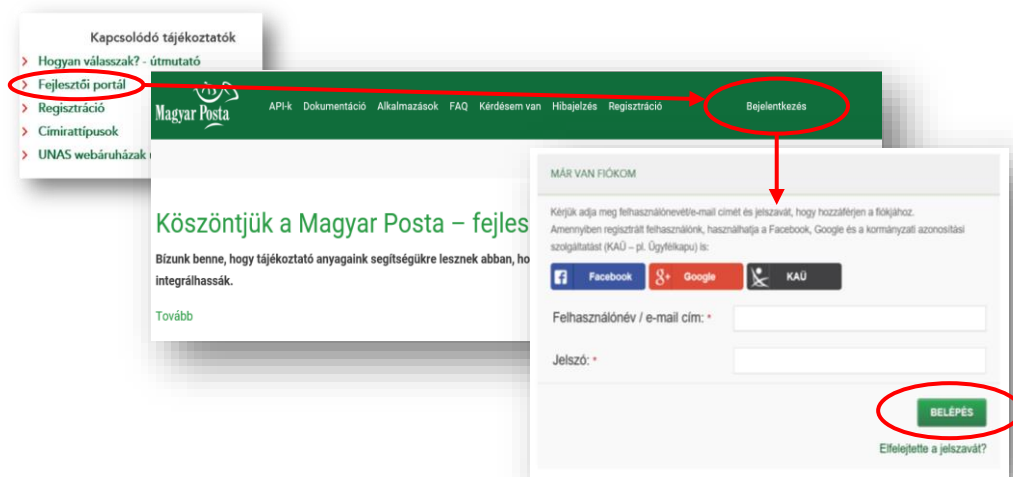 Kapcsolódó tájékoztatók
Hogyan válasszak? - útmutató
Fejlesztői portál
Regisztráció
Címirattípusok
UNAS webáruházak
Magyar Posta
API-k Dokumentáció Alkalmazások FAQ Kérdésem van Hibajelzés Regisztráció Bejelentkezés
Köszöntjük a Magyar Posta – fejles
Bízunk benne, hogy tájékoztató anyagaink segítségükre lesznek abban, ho
integrálhassák.
Tovább
MÁR VAN FIÓKOM
Kérjük adja meg felhasználónevét/e-mail címét és jelszavát, hogy hozzáférjen a fiókjához.
Amennyiben regisztrált felhasználónk, használhatja a Facebook, Google és a kormányzati azonosítási
szolgáltatást (KAÜ – pl. Ügyfélkapu) is:
Facebook Google KAÜ
Felhasználónév / e-mail cím: *
Jelszó: *
BELÉPÉS
Elfelejtette a jelszavát?